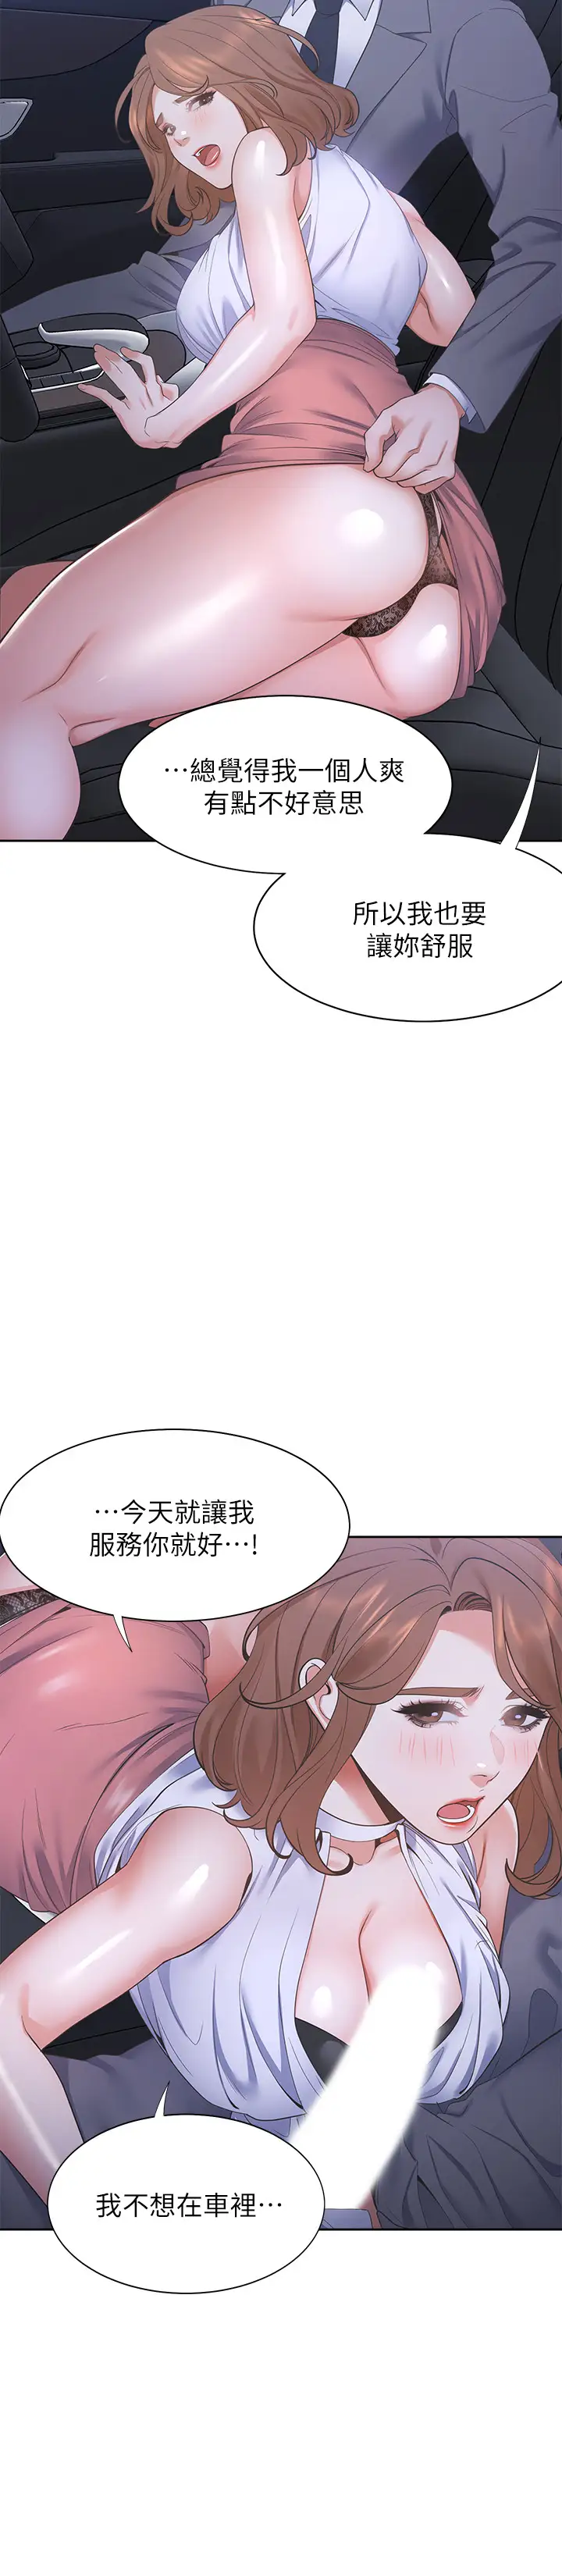 …總覺得我一個人爽
有點不好意思
所以我也要
讓妳舒服
…今天就讓我
服務你就好…!
我不想在車裡…